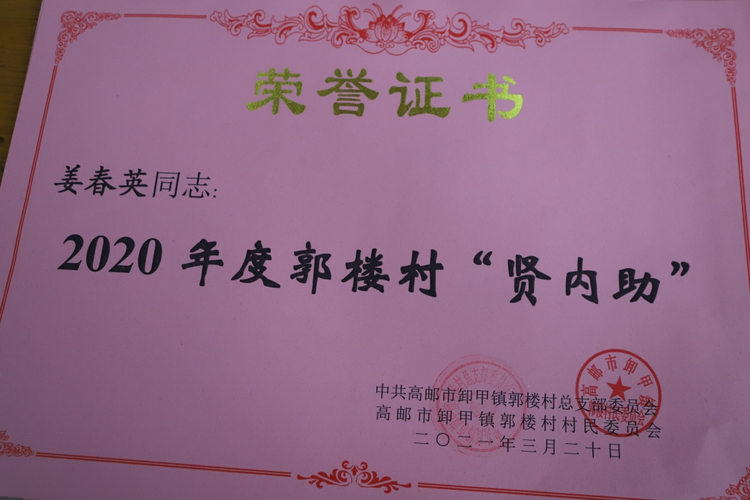 荣誉证书
姜春英同志：
2020年度郭楼村“贤内助”
中共高邮市卸甲镇郭楼村总支部委员会
高邮市卸甲镇郭楼村村民委员会
二〇二一年三月二十日